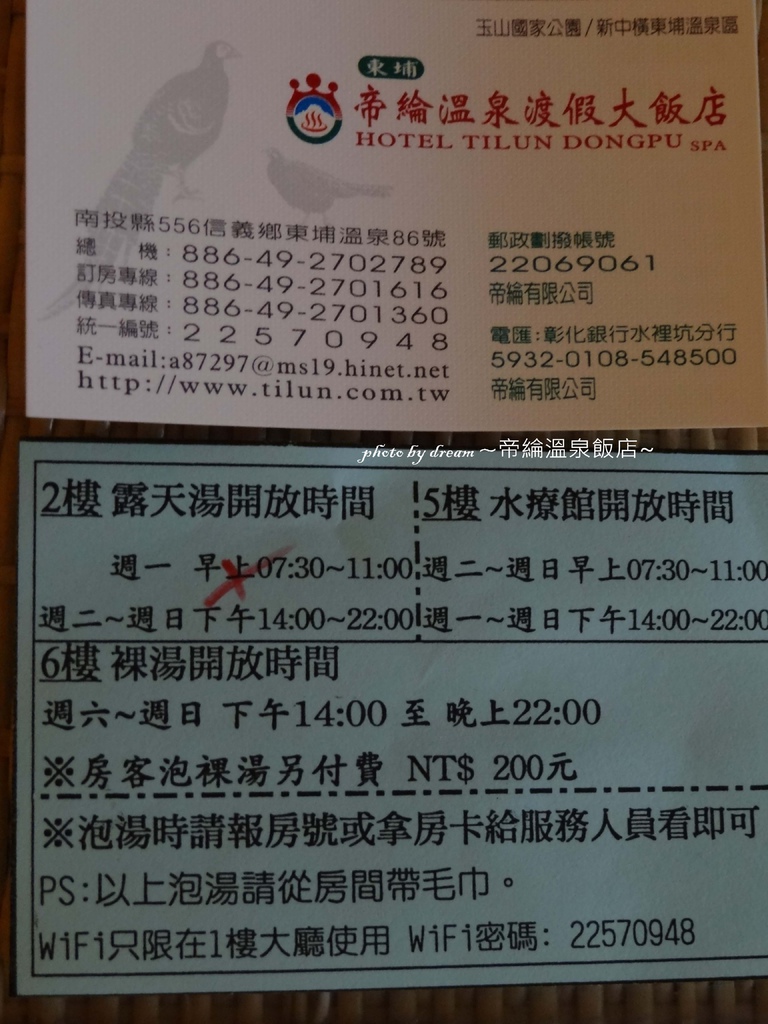 玉山國家公園/新中橫東埔溫泉區
東埔
帝綸溫泉渡假大飯店
HOTEL TILUN DONGPU SPA
南投縣556信義鄉東埔溫泉86號
總機：886-49-2702789
訂房專線：886-49-2701616
傳真專線：886-49-2701360
統一編號：22570948
E-mail:a87297@ms19.hinet.net
http://www.tilun.com.tw
郵政劃撥帳號
22069061
帝綸有限公司
電匯:彰化銀行水裡坑分行
5932-0108-548500
帝綸有限公司
photo by dream ~帝綸溫泉飯店~
2樓 露天湯開放時間
週一 早上07:30~11:00
週二~週日下午14:00~22:00
5樓 水療館開放時間
週二~週日早上07:30~11:00
週一~週日下午14:00~22:00
6樓 裸湯開放時間
週六~週日 下午14:00 至 晚上22:00
※房客泡裸湯另付費 NT$ 200元
※泡湯時請報房號或拿房卡給服務人員看即可
PS:以上泡湯請從房間帶毛巾。
WiFi只限在1樓大廳使用 WiFi密碼: 22570948